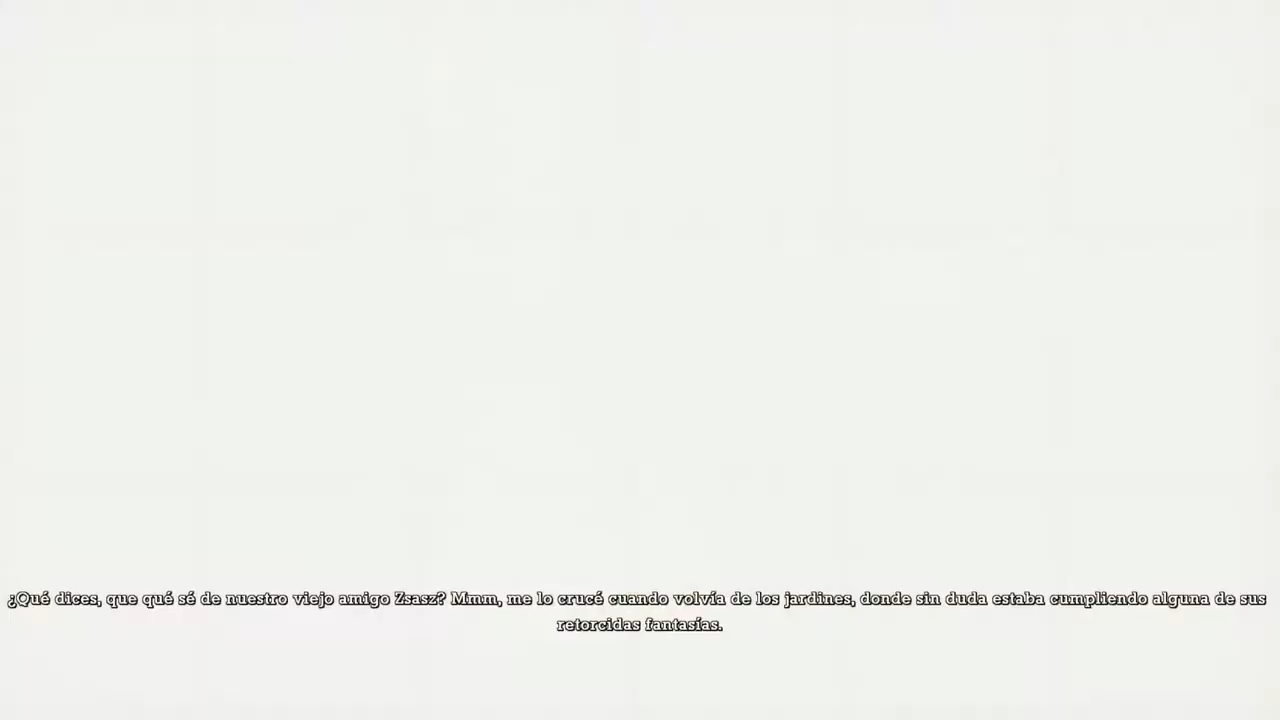 ¿Qué dices, que qué sé de nuestro viejo amigo Zsasz? Mmm, me lo crucé cuando volvía de los jardines, donde sin duda estaba cumpliendo alguna de sus
retorcidas fantasías.